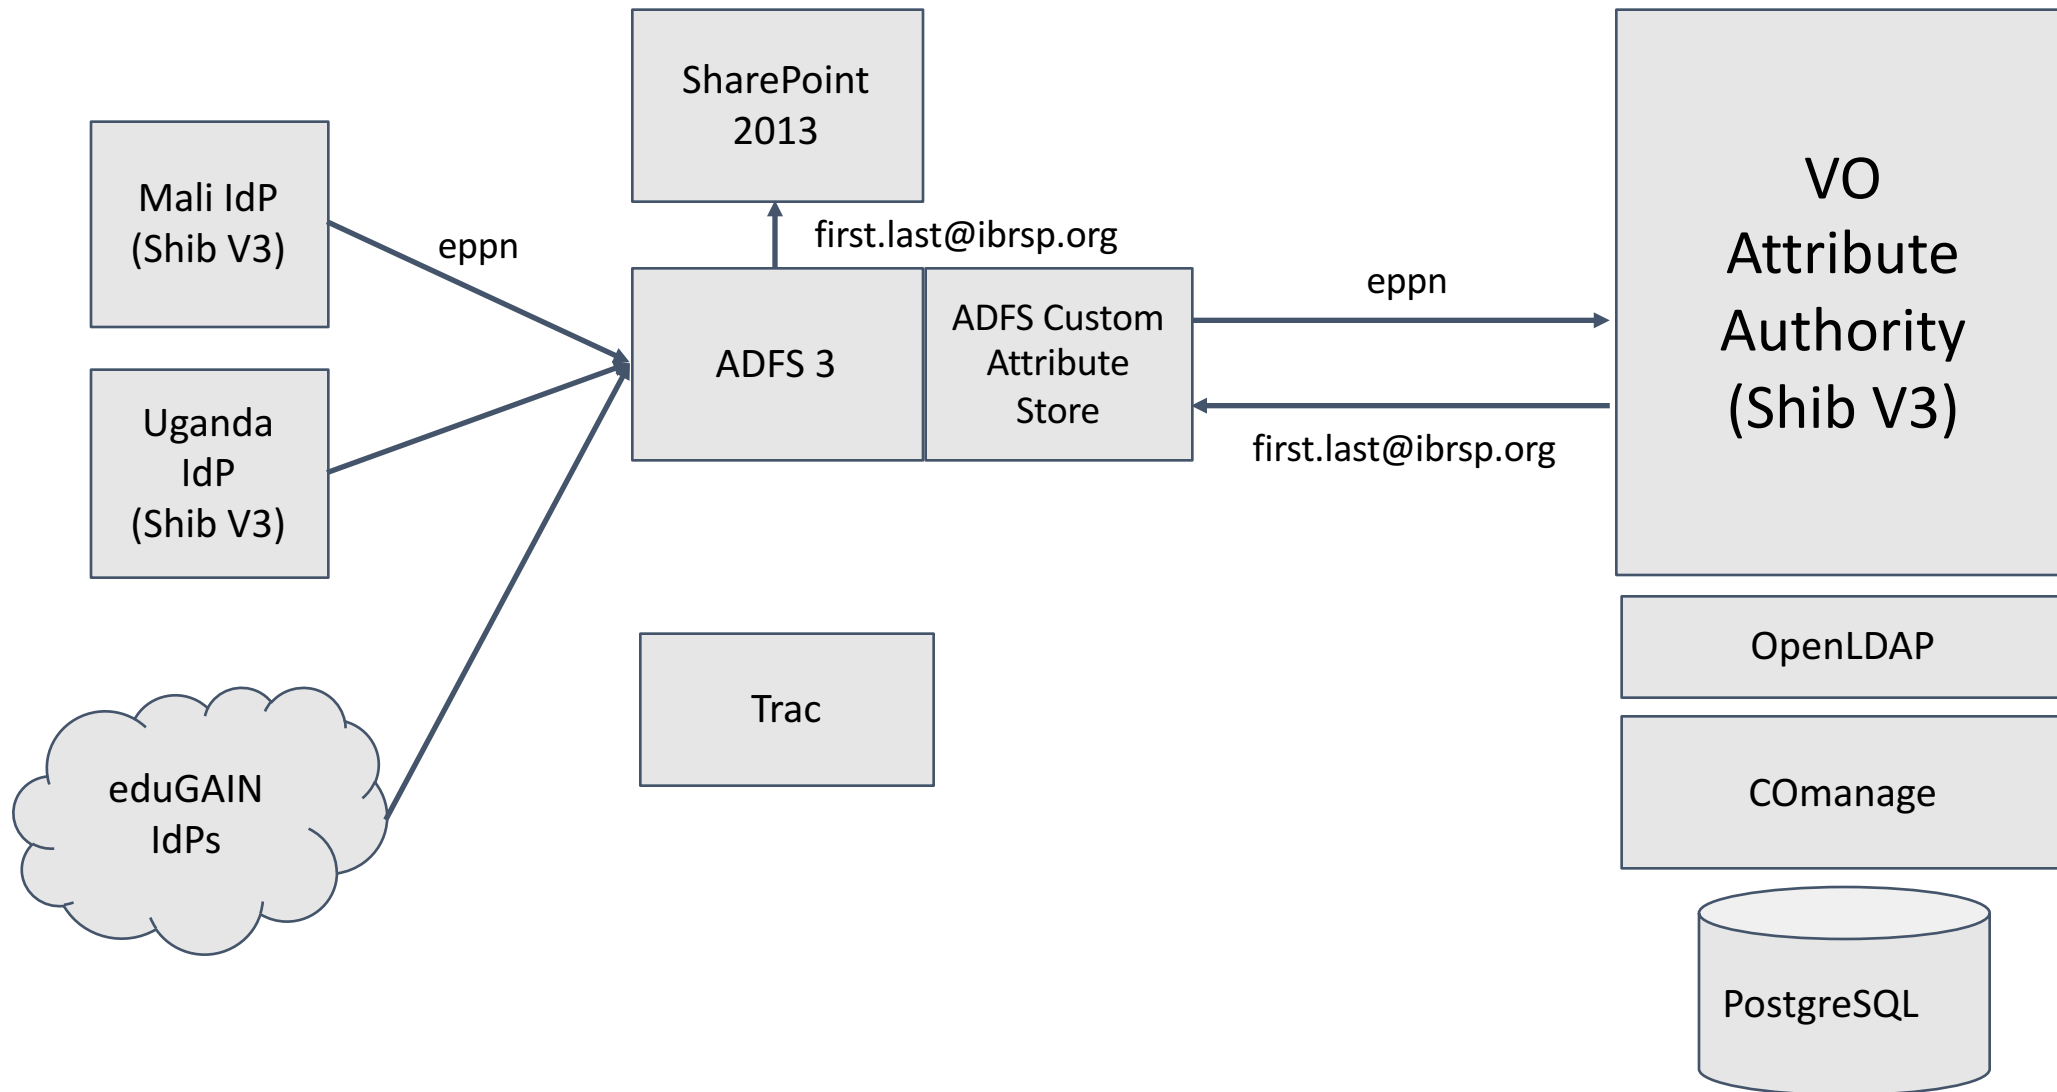 SharePoint
2013
Mali IdP
(Shib V3)
eppn
first.last@ibrsp.org
Uganda
IdP
(Shib V3)
ADFS 3
ADFS Custom
Attribute
Store
eppn
first.last@ibrsp.org
VO
Attribute
Authority
(Shib V3)
eduGAIN
IdPs
Trac
OpenLDAP
COmanage
PostgreSQL